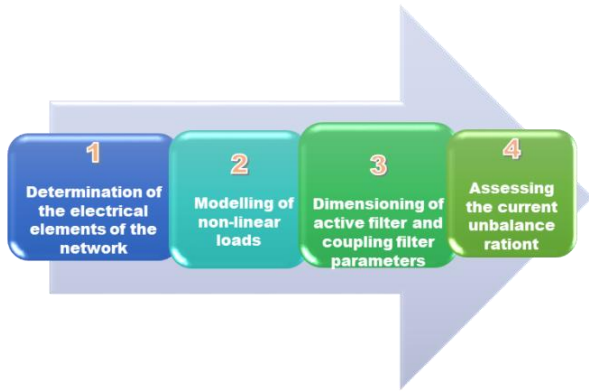 1
Determination of
the electrical
elements of the
network
2
Modelling of
non-linear
loads
3
Dimensioning of
active filter and
coupling filter
parameters
4
Assessing
the current
unbalance
rationt